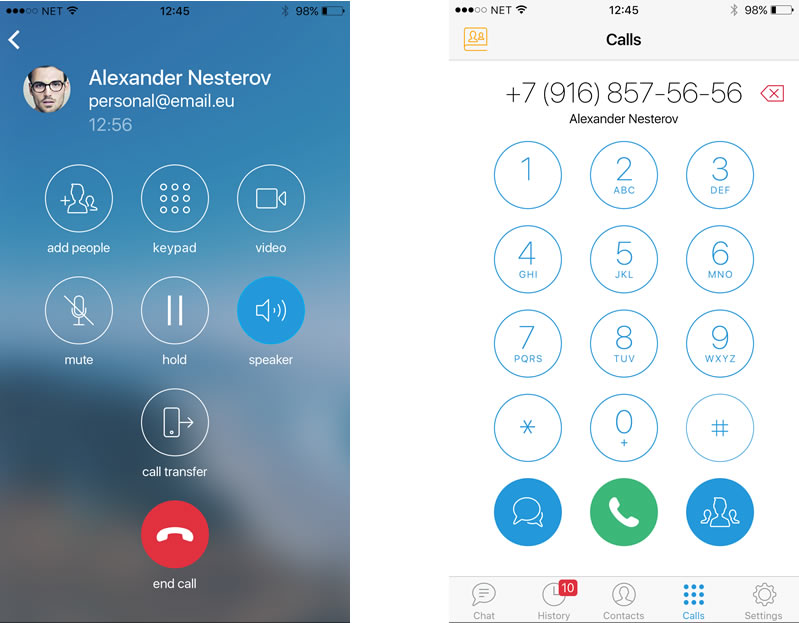 NET 12:45 98%
Alexander Nesterov
personal@email.eu
12:56
add people keypad video
mute hold speaker
call transfer
end call
NET 12:45 98%
Calls
+7 (916) 857-56-56
Alexander Nesterov
1 2 3
ABC DEF
4 5 6
GHI JKL MNO
7 8 9
PQRS TUV WXYZ
* 0 #
+
10
Chat History Contacts Calls Settings